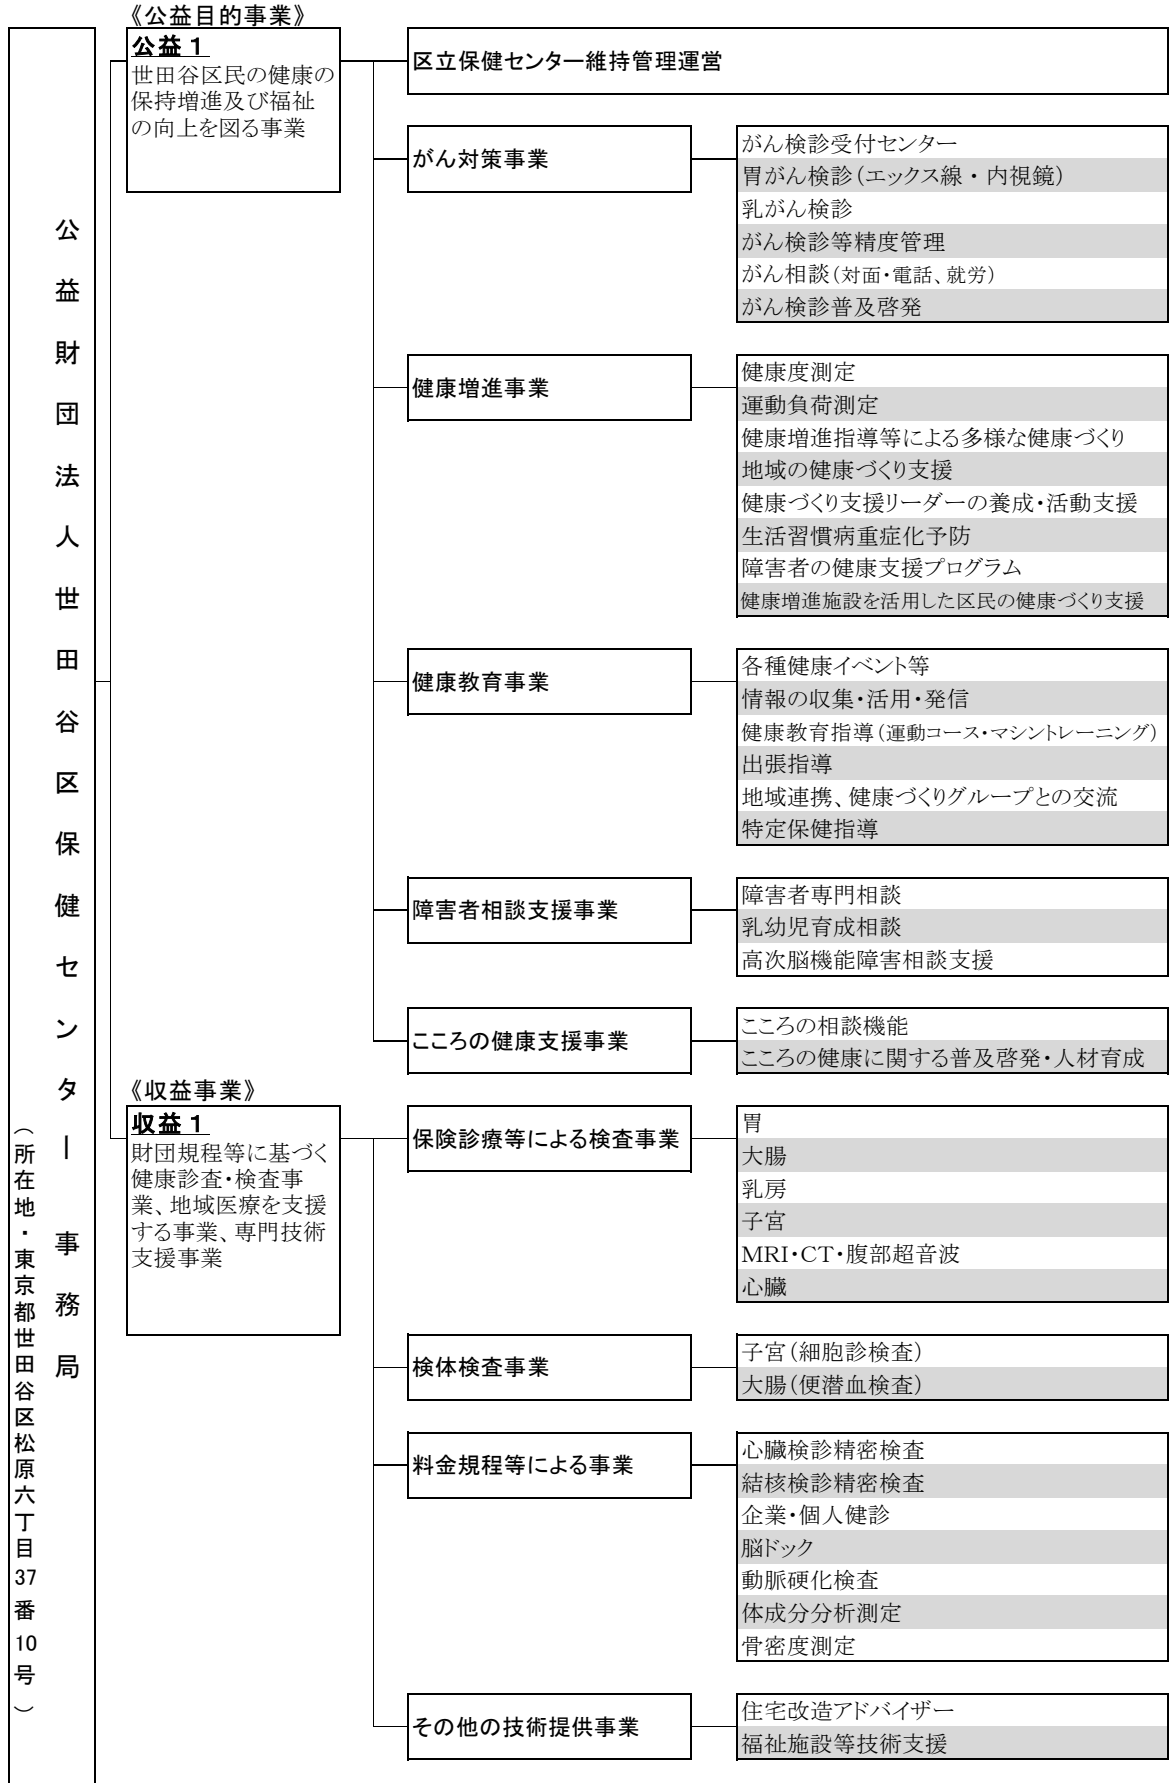 公益財団法人世田谷区保健センター 事務局
（所在地・東京都世田谷区松原六丁目37番10号）
《公益目的事業》
公益１
世田谷区民の健康の
保持増進及び福祉
の向上を図る事業
区立保健センター維持管理運営
がん対策事業
がん検診受付センター
胃がん検診（エックス線・内視鏡）
乳がん検診
がん検診等精度管理
がん相談（対面・電話、就労）
がん検診普及啓発
健康増進事業
健康度測定
運動負荷測定
健康増進指導等による多様な健康づくり
地域の健康づくり支援
健康づくり支援リーダーの養成・活動支援
生活習慣病重症化予防
障害者の健康支援プログラム
健康増進施設を活用した区民の健康づくり支援
健康教育事業
各種健康イベント等
情報の収集・活用・発信
健康教育指導（運動コース・マシントレーニング）
出張指導
地域連携、健康づくりグループとの交流
特定保健指導
障害者相談支援事業
障害者専門相談
乳幼児育成相談
高次脳機能障害相談支援
こころの健康支援事業
こころの相談機能
こころの健康に関する普及啓発・人材育成
《収益事業》
収益１
財団規程等に基づく
健康診査・検査事
業、地域医療を支援
する事業、専門技術
支援事業
保険診療等による検査事業
胃
大腸
乳房
子宮
MRI・CT・腹部超音波
心臓
検体検査事業
子宮（細胞診検査）
大腸（便潜血検査）
料金規程等による事業
心臓検診精密検査
結核検診精密検査
企業・個人健診
脳ドック
動脈硬化検査
体成分分析測定
骨密度測定
その他の技術提供事業
住宅改造アドバイザー
福祉施設等技術支援